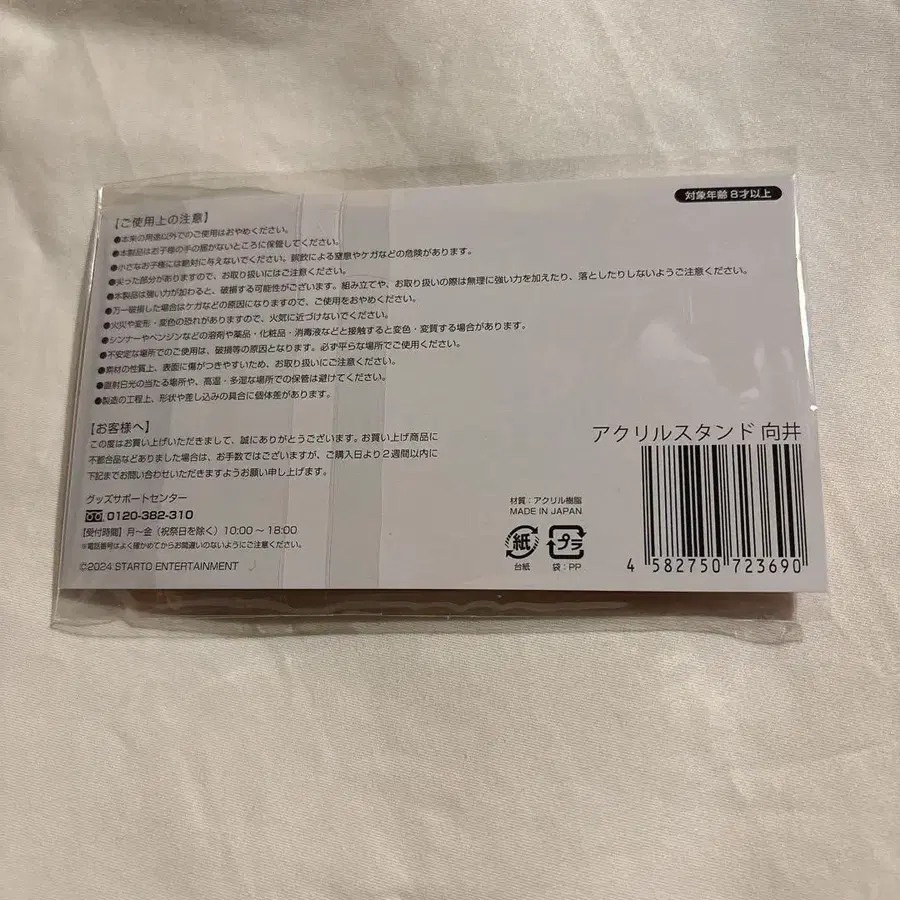 対象年齢 8才以上
【ご使用上の注意】
●本来の用途以外でのご使用はおやめください。
●本製品はお子様の手の届かないところに保管してください。
●小さなお子様には絶対に与えないでください。誤飲による窒息やケガなどの危険があります。
●尖った部分がありますので、お取り扱いにはご注意ください。
●本製品は強い力が加わると、破損する可能性がございます。組み立てや、お取り扱いの際は無理に強い力を加えたり、落としたりしないようご注意ください。
●万一破損した場合はケガなどの原因になりますので、ご使用をおやめください。
●火災や変形・変色の恐れがありますので、火気に近づけないでください。
●シンナーやベンジンなどの溶剤や薬品・化粧品・消毒液などと接触すると変色・変質する場合があります。
●不安定な場所でのご使用は、破損等の原因となります。必ず平らな場所でご使用ください。
●素材の性質上、表面に傷がつきやすいため、お取り扱いにご注意ください。
●直射日光の当たる場所や、高温・多湿な場所での保管は避けてください。
●製造の工程上、形状や差し込みの具合に個体差があります。
【お客様へ】
この度はお買い上げいただきまして、誠にありがとうございます。お買い上げ商品に
不都合品などありました場合は、お手数ではございますが、ご購入日より2週間以内に
下記までお問い合わせいただきますようお願い申し上げます。
グッズサポートセンター
0120-382-310
【受付時間】月～金（祝祭日を除く）10:00～18:00
※電話番号はよく確かめてからお間違いのないようにご注意ください。
©2024 STARTO ENTERTAINMENT
アクリルスタンド 向井
材質：アクリル樹脂
MADE IN JAPAN
紙
台紙
プラ
袋：PP
4 582750 723690